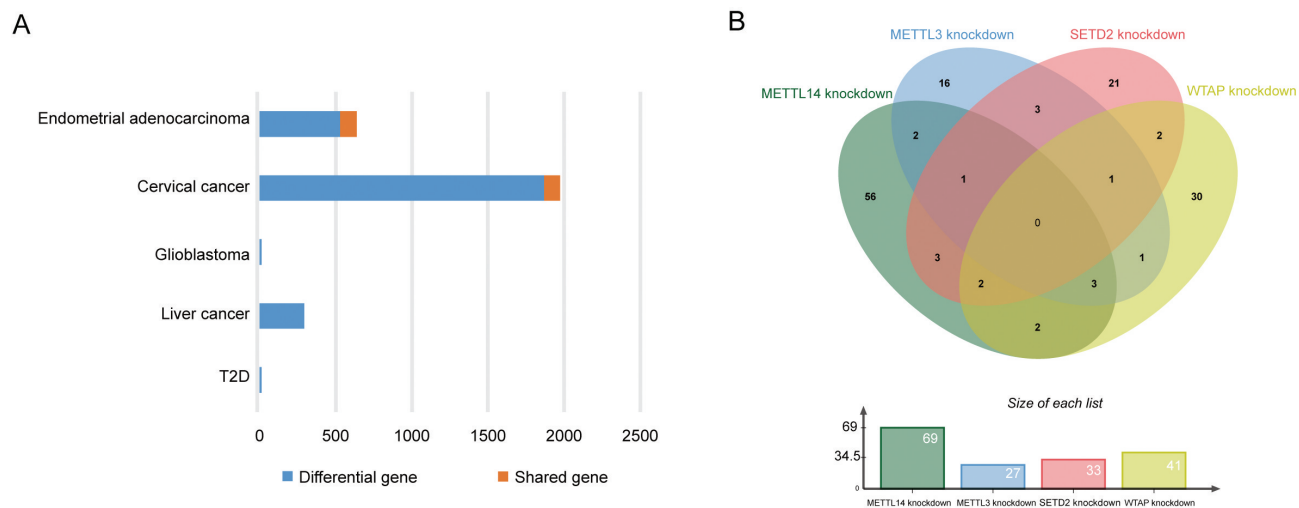 A
Endometrial adenocarcinoma
Cervical cancer
Glioblastoma
Liver cancer
T2D
0 500 1000 1500 2000 2500
Differential gene Shared gene
B
METTL3 knockdown SETD2 knockdown
METTL14 knockdown WTAP knockdown
16 21
3
2 2
1 1
56 30
0
3 1
2 3
2
Size of each list
69
34.5
0
69 27 33 41
METTL14 knockdown METTL3 knockdown SETD2 knockdown WTAP knockdown